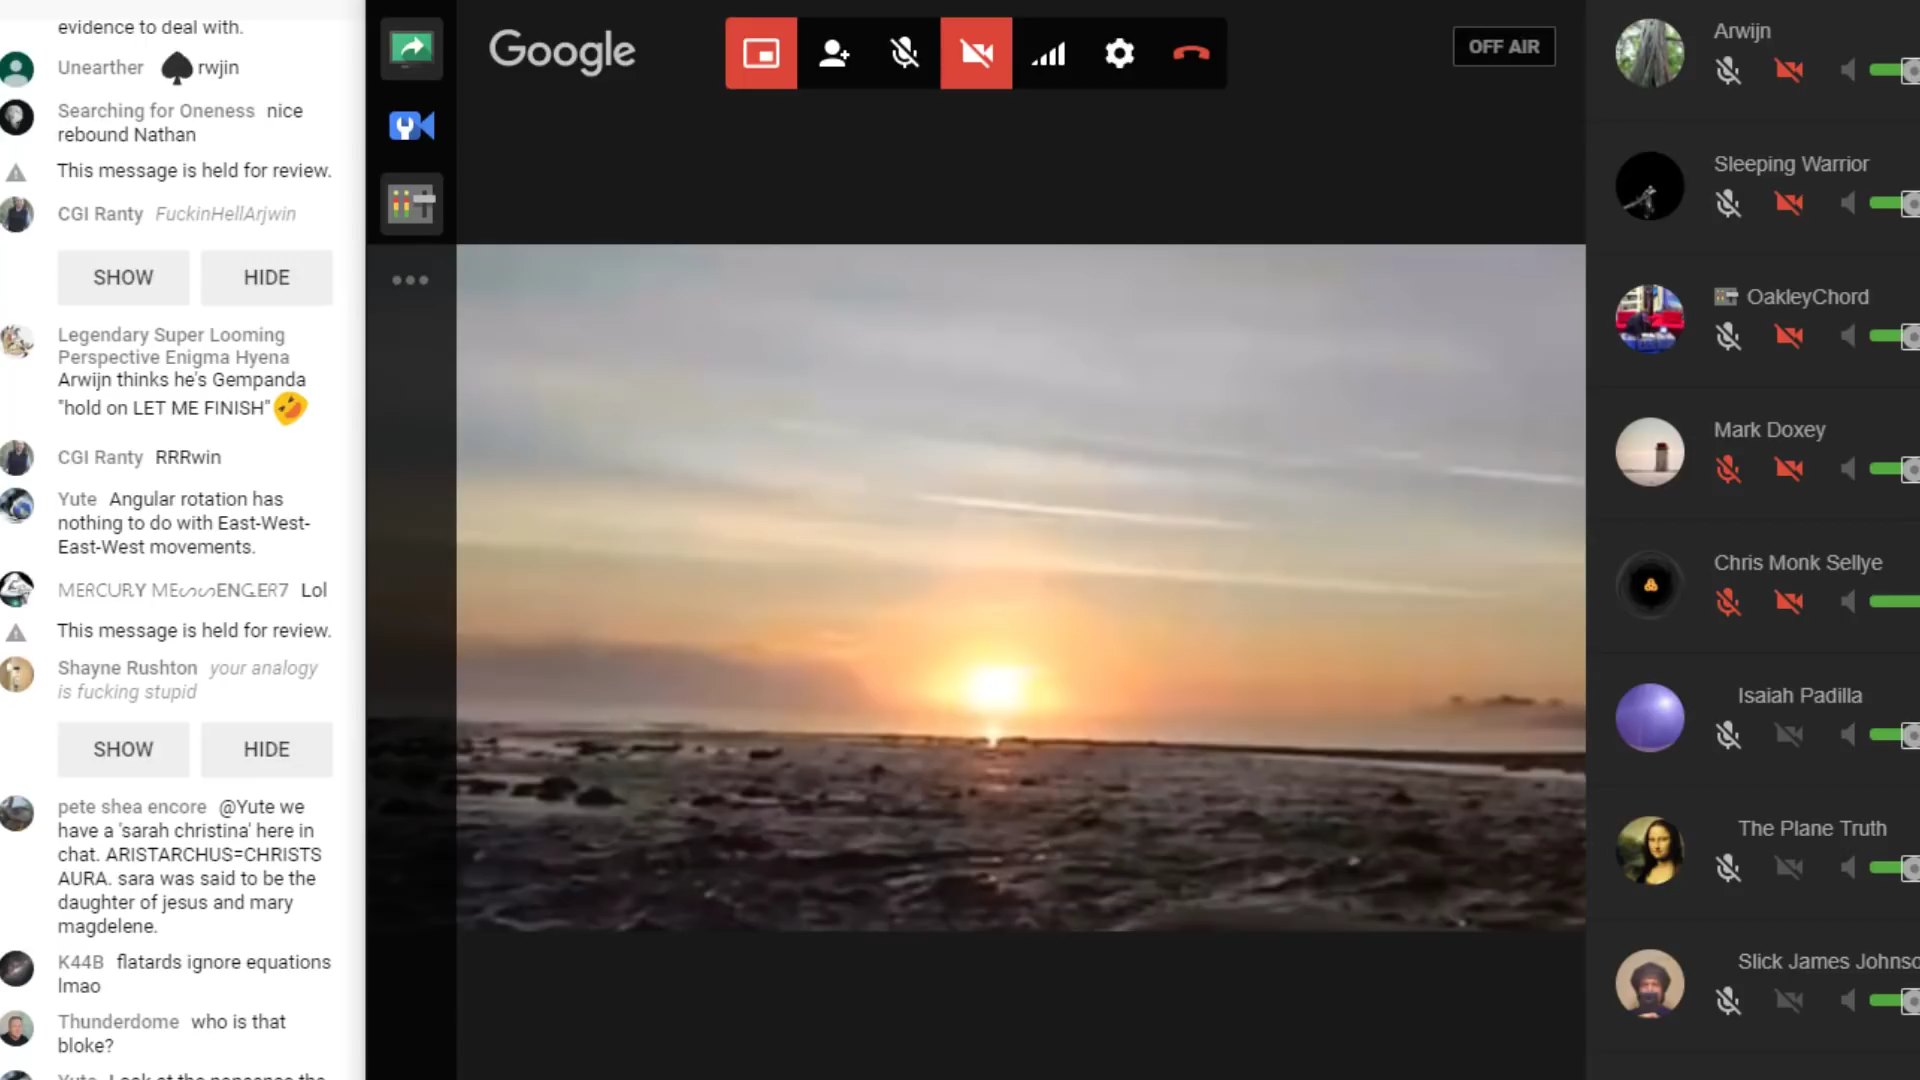 evidence to deal with.
Unearther ♠rwjin
Searching for Oneness nice
rebound Nathan
This message is held for review.
CGI Ranty FuckinHellArjwin
SHOW HIDE
Legendary Super Looming
Perspective Enigma Hyena
Arwijn thinks he's Gempanda
"hold on LET ME FINISH"🤣
CGI Ranty RRRwin
Yute Angular rotation has
nothing to do with East-West-
East-West movements.
MERCURY MEᔕᔕENGER7 Lol
This message is held for review.
Shayne Rushton your analogy
is fucking stupid
SHOW HIDE
pete shea encore @Yute we
have a 'sarah christina' here in
chat. ARISTARCHUS=CHRISTS
AURA. sara was said to be the
daughter of jesus and mary
magdelene.
K44B flatards ignore equations
lmao
Thunderdome who is that
bloke?
Google
OFF AIR
Arwijn
Sleeping Warrior
OakleyChord
Mark Doxey
Chris Monk Sellye
Isaiah Padilla
The Plane Truth
Slick James Johnso